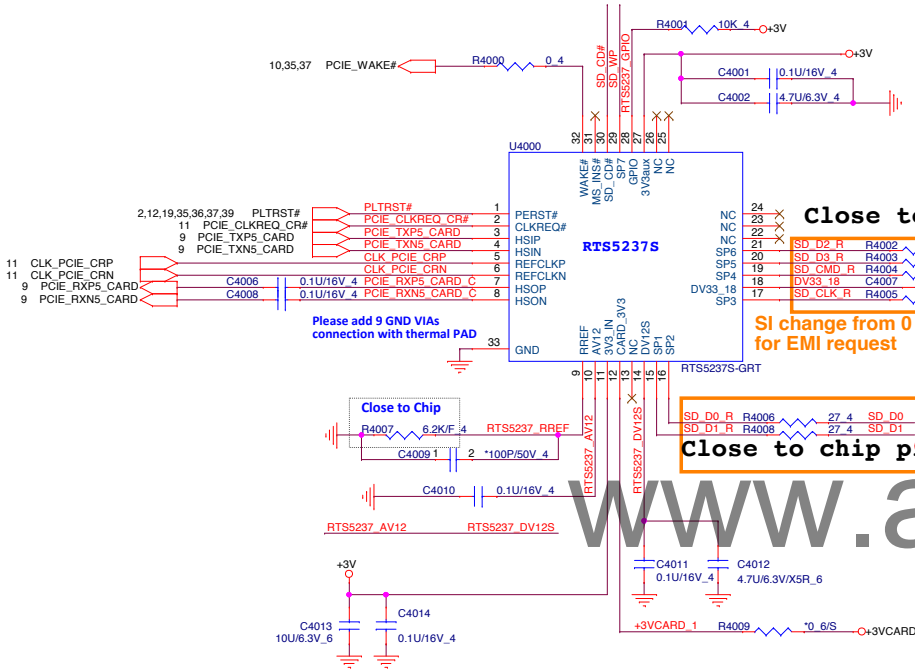 R4001 10K_4 +3V
10,35,37 PCIE_WAKE# R4000 0_4
SD_CD#
SD_WP
RTS5237_GPIO
+3V
C4001 0.1U/16V_4
C4002 4.7U/6.3V_4
32 31 30 29 28 27 26 25
U4000
WAKE#
MS_INS#
SD_CD#
SP7
GPIO
3V3aux
NC
NC
RTS5237S
2,12,19,35,36,37,39 PLTRST# PLTRST# 1 PERST#
11 PCIE_CLKREQ_CR# PCIE_CLKREQ_CR# 2 CLKREQ#
9 PCIE_TXP5_CARD PCIE_TXP5_CARD 3 HSIP
9 PCIE_TXN5_CARD PCIE_TXN5_CARD 4 HSIN
11 CLK_PCIE_CRP CLK_PCIE_CRP 5 REFCLKP
11 CLK_PCIE_CRN CLK_PCIE_CRN 6 REFCLKN
9 PCIE_RXP5_CARD C4006 0.1U/16V_4 PCIE_RXP5_CARD_C 7 HSOP
9 PCIE_RXN5_CARD C4008 0.1U/16V_4 PCIE_RXN5_CARD_C 8 HSON
33 GND
Please add 9 GND VIAs
connection with thermal PAD
NC 24
NC 23
NC 22
Close to
SP6 21 SD_D2_R R4002
SP5 20 SD_D3_R R4003
SP4 19 SD_CMD_R R4004
DV33_18 18 DV33_18 C4007
SP3 17 SD_CLK_R R4005
SI change from 0
for EMI request
RTS5237S-GRT
RREF
AV12
3V3_IN
CARD_3V3
NC
DV12S
SP1
SP2
9 10 11 12 13 14 15 16
Close to Chip
R4007 6.2K/F_4 RTS5237_RREF
C4009 1 2 *100P/50V_4
RTS5237_AV12
RTS5237_DV12S
SD_D0_R R4006 27_4 SD_D0
SD_D1_R R4008 27_4 SD_D1
Close to chip p
C4010 0.1U/16V_4
www.a
RTS5237_AV12 RTS5237_DV12S
C4011
0.1U/16V_4
C4012
4.7U/6.3V/X5R_6
+3V
C4013
10U/6.3V_6
C4014
0.1U/16V_4
+3VCARD_1 R4009 *0_6/S +3VCARD